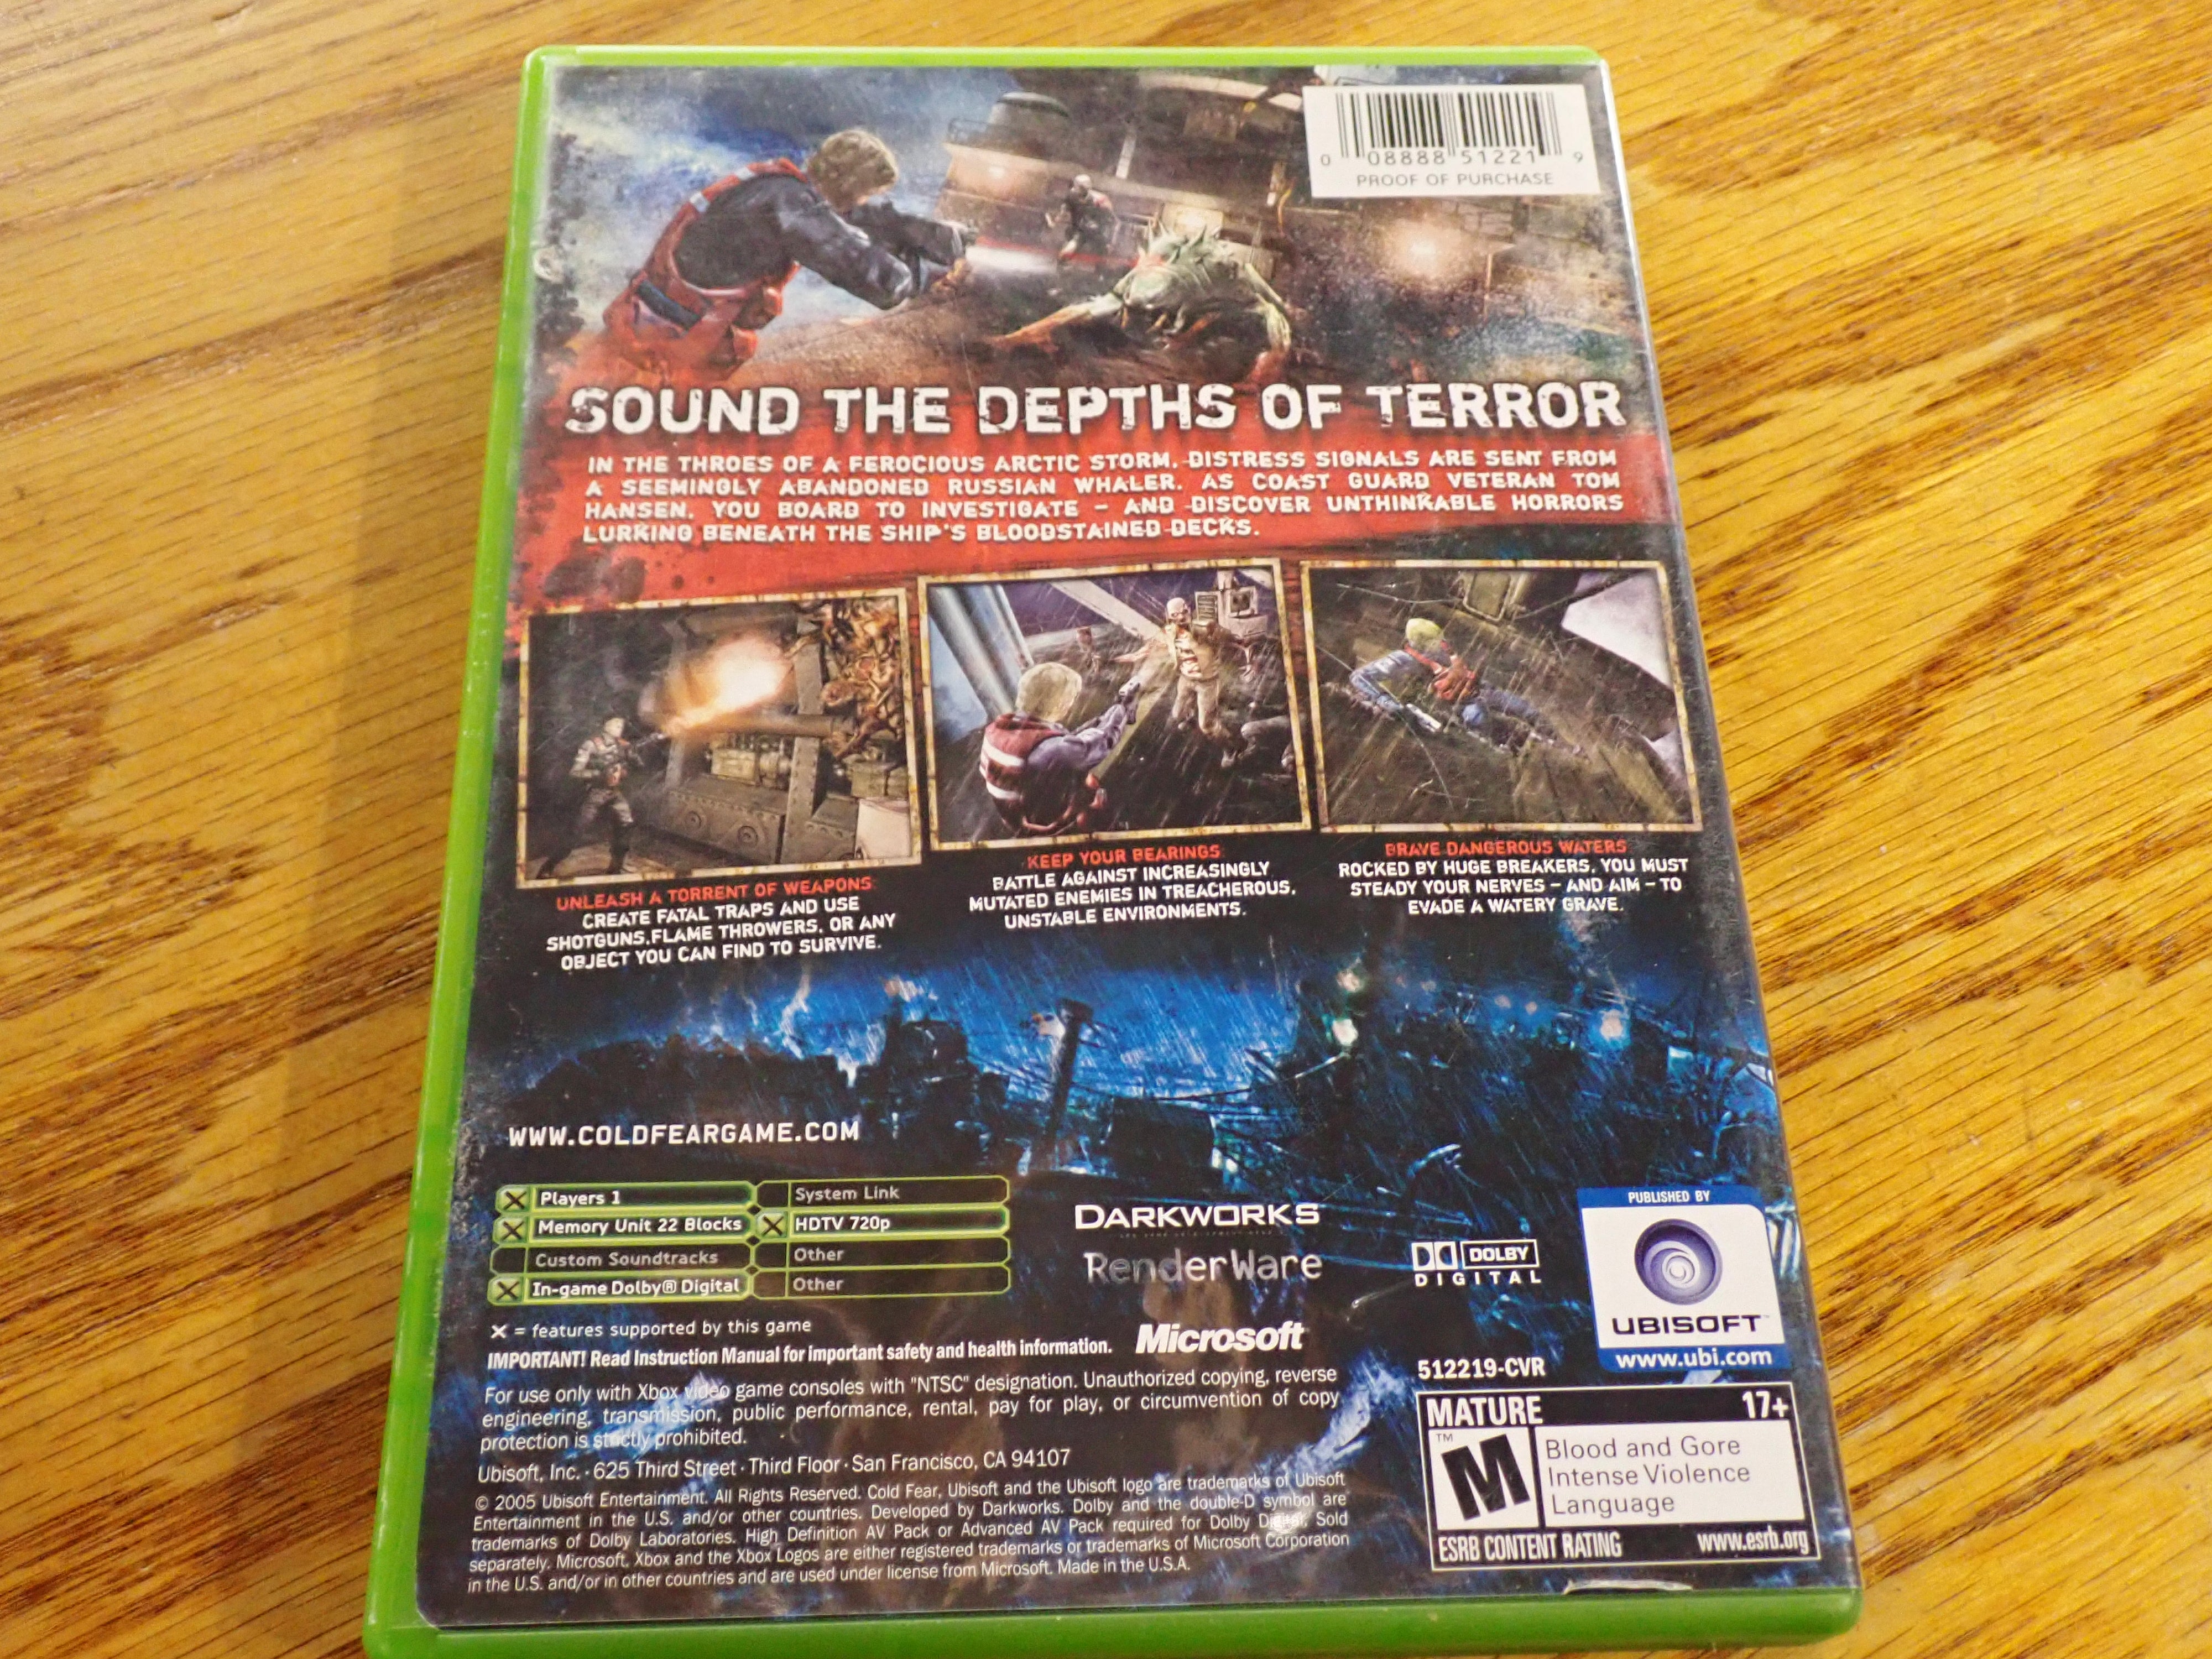 0 08888 51221 9
PROOF OF PURCHASE
SOUND THE DEPTHS OF TERROR
IN THE THROES OF A FEROCIOUS ARCTIC STORM, DISTRESS SIGNALS ARE SENT FROM
A SEEMINGLY ABANDONED RUSSIAN WHALER. AS COAST GUARD VETERAN TOM
HANSEN, YOU BOARD TO INVESTIGATE – AND DISCOVER UNTHINKABLE HORRORS
LURKING BENEATH THE SHIP'S BLOODSTAINED DECKS.
UNLEASH A TORRENT OF WEAPONS
CREATE FATAL TRAPS AND USE
SHOTGUNS,FLAME THROWERS, OR ANY
OBJECT YOU CAN FIND TO SURVIVE.
KEEP YOUR BEARINGS
BATTLE AGAINST INCREASINGLY
MUTATED ENEMIES IN TREACHEROUS,
UNSTABLE ENVIRONMENTS.
BRAVE DANGEROUS WATERS
ROCKED BY HUGE BREAKERS, YOU MUST
STEADY YOUR NERVES – AND AIM – TO
EVADE A WATERY GRAVE.
WWW.COLDFEARGAME.COM
X Players 1
System Link
X Memory Unit 22 Blocks
X HDTV 720p
Custom Soundtracks
Other
X In-game Dolby® Digital
Other
X = features supported by this game
IMPORTANT! Read Instruction Manual for important safety and health information.
DARKWORKS
RenderWare
Microsoft
DOLBY
DIGITAL
PUBLISHED BY
UBISOFT™
www.ubi.com
For use only with Xbox video game consoles with "NTSC" designation. Unauthorized copying, reverse
engineering, transmission, public performance, rental, pay for play, or circumvention of copy
protection is strictly prohibited.
Ubisoft, Inc. · 625 Third Street · Third Floor · San Francisco, CA 94107
© 2005 Ubisoft Entertainment. All Rights Reserved. Cold Fear, Ubisoft and the Ubisoft logo are trademarks of Ubisoft
Entertainment in the U.S. and/or other countries. Developed by Darkworks. Dolby and the double-D symbol are
trademarks of Dolby Laboratories. High Definition AV Pack or Advanced AV Pack required for Dolby Digital. Sold
separately. Microsoft, Xbox and the Xbox Logos are either registered trademarks or trademarks of Microsoft Corporation
in the U.S. and/or in other countries and are used under license from Microsoft. Made in the U.S.A.
512219-CVR
MATURE 17+
M™
Blood and Gore
Intense Violence
Language
ESRB CONTENT RATING www.esrb.org